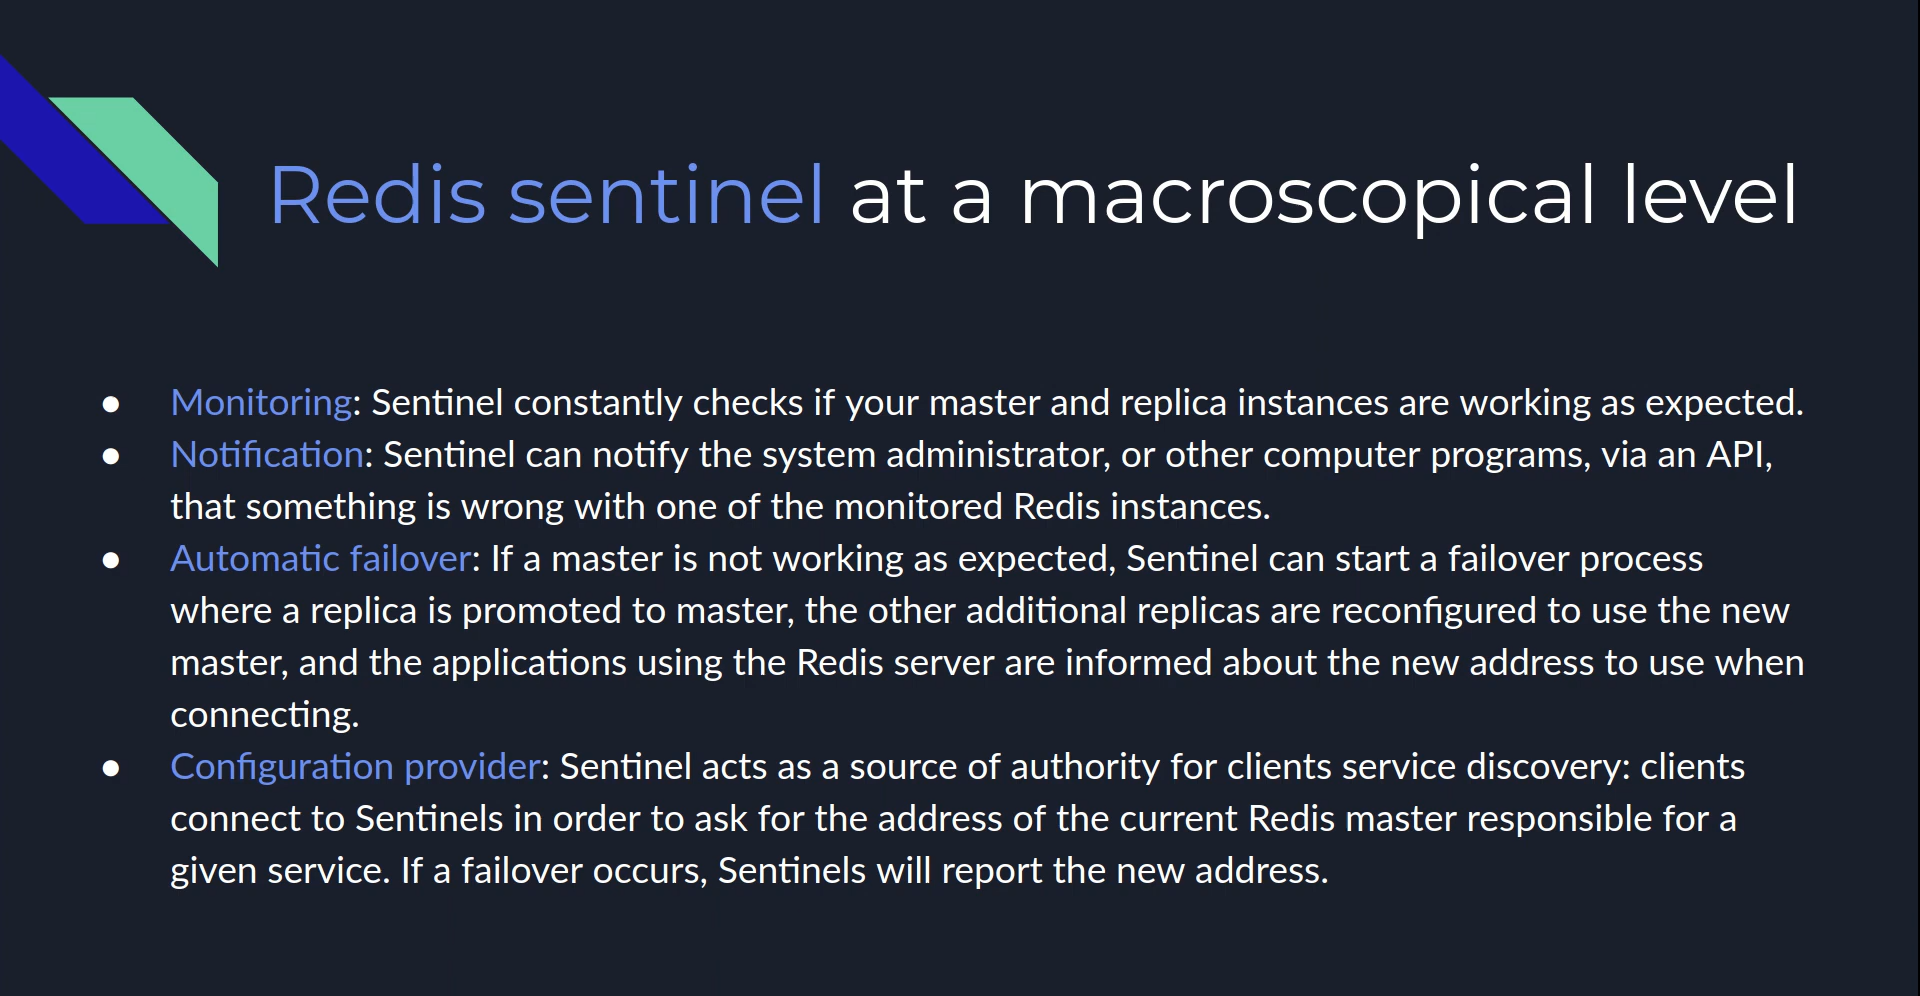 Redis sentinel at a macroscopical level
● Monitoring: Sentinel constantly checks if your master and replica instances are working as expected.
● Notification: Sentinel can notify the system administrator, or other computer programs, via an API,
that something is wrong with one of the monitored Redis instances.
● Automatic failover: If a master is not working as expected, Sentinel can start a failover process
where a replica is promoted to master, the other additional replicas are reconfigured to use the new
master, and the applications using the Redis server are informed about the new address to use when
connecting.
● Configuration provider: Sentinel acts as a source of authority for clients service discovery: clients
connect to Sentinels in order to ask for the address of the current Redis master responsible for a
given service. If a failover occurs, Sentinels will report the new address.